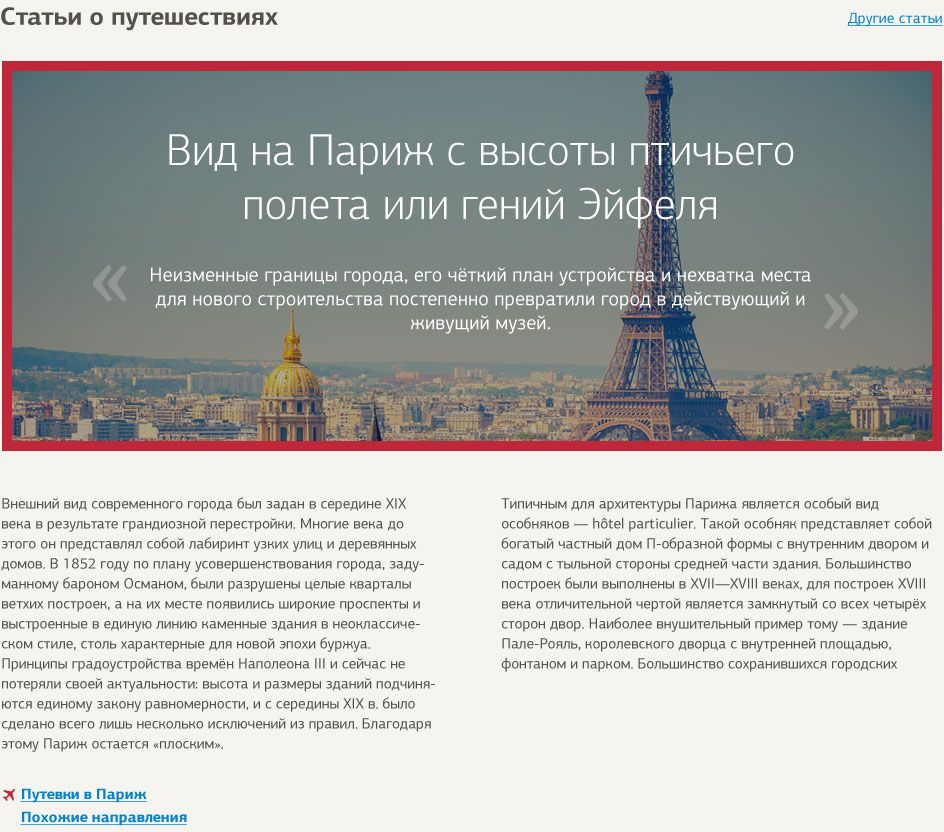 Статьи о путешествиях
Другие статьи
Вид на Париж с высоты птичьего
полета или гений Эйфеля
«
Неизменные границы города, его чёткий план устройства и нехватка места
для нового строительства постепенно превратили город в действующий и
живущий музей.
»
Внешний вид современного города был задан в середине XIX
века в результате грандиозной перестройки. Многие века до
этого он представлял собой лабиринт узких улиц и деревянных
домов. В 1852 году по плану усовершенствования города, заду-
манному бароном Османом, были разрушены целые кварталы
ветхих построек, а на их месте появились широкие проспекты и
выстроенные в единую линию каменные здания в неоклассиче-
ском стиле, столь характерные для новой эпохи буржуа.
Принципы градоустройства времён Наполеона III и сейчас не
потеряли своей актуальности: высота и размеры зданий подчиня-
ются единому закону равномерности, и с середины XIX в. было
сделано всего лишь несколько исключений из правил. Благодаря
этому Париж остается «плоским».
Типичным для архитектуры Парижа является особый вид
особняков — hôtel particulier. Такой особняк представляет собой
богатый частный дом П-образной формы с внутренним двором и
садом с тыльной стороны средней части здания. Большинство
построек были выполнены в XVII—XVIII веках, для построек XVIII
века отличительной чертой является замкнутый со всех четырёх
сторон двор. Наиболее внушительный пример тому — здание
Пале-Рояль, королевского дворца с внутренней площадью,
фонтаном и парком. Большинство сохранившихся городских
Путевки в Париж
Похожие направления